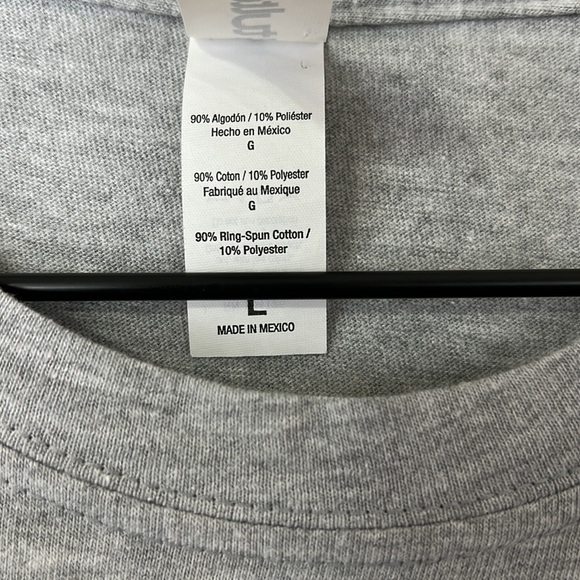 90% Algodón / 10% Poliéster
Hecho en México
G
90% Coton / 10% Polyester
Fabriqué au Mexique
G
90% Ring-Spun Cotton /
10% Polyester
L
MADE IN MEXICO